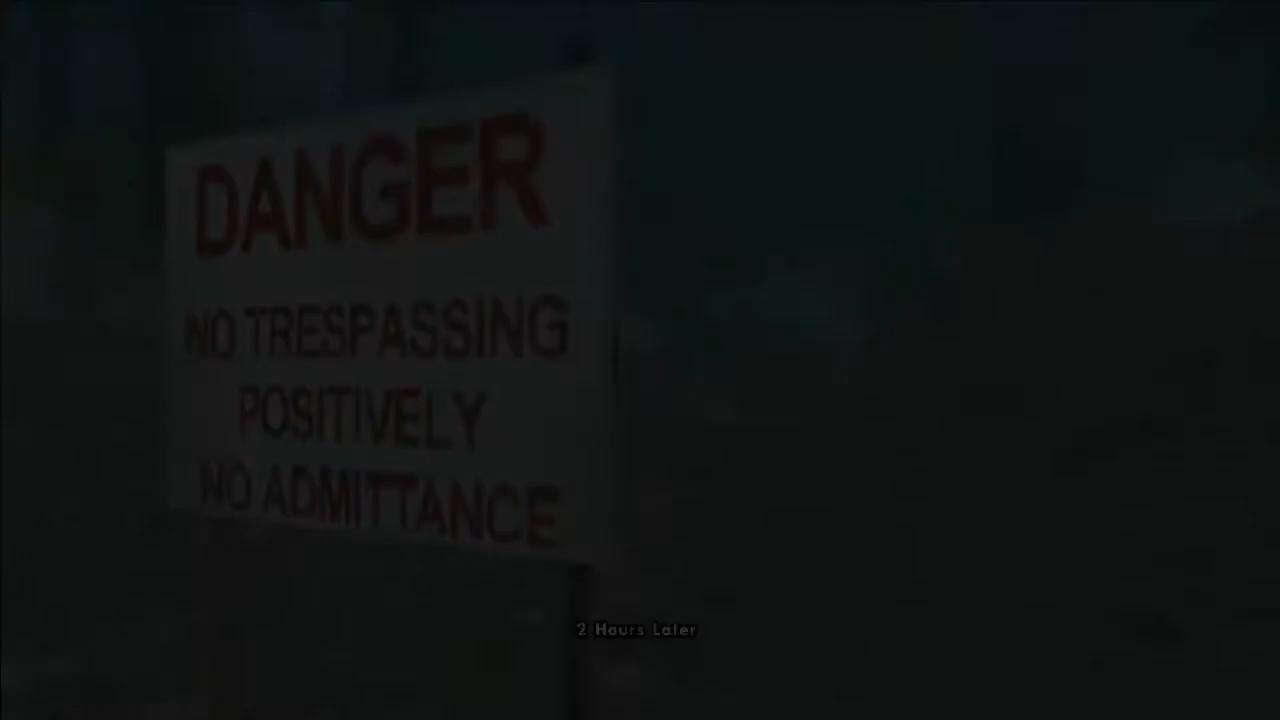 DANGER
NO TRESPASSING
POSITIVELY
NO ADMITTANCE
2 Hours Later